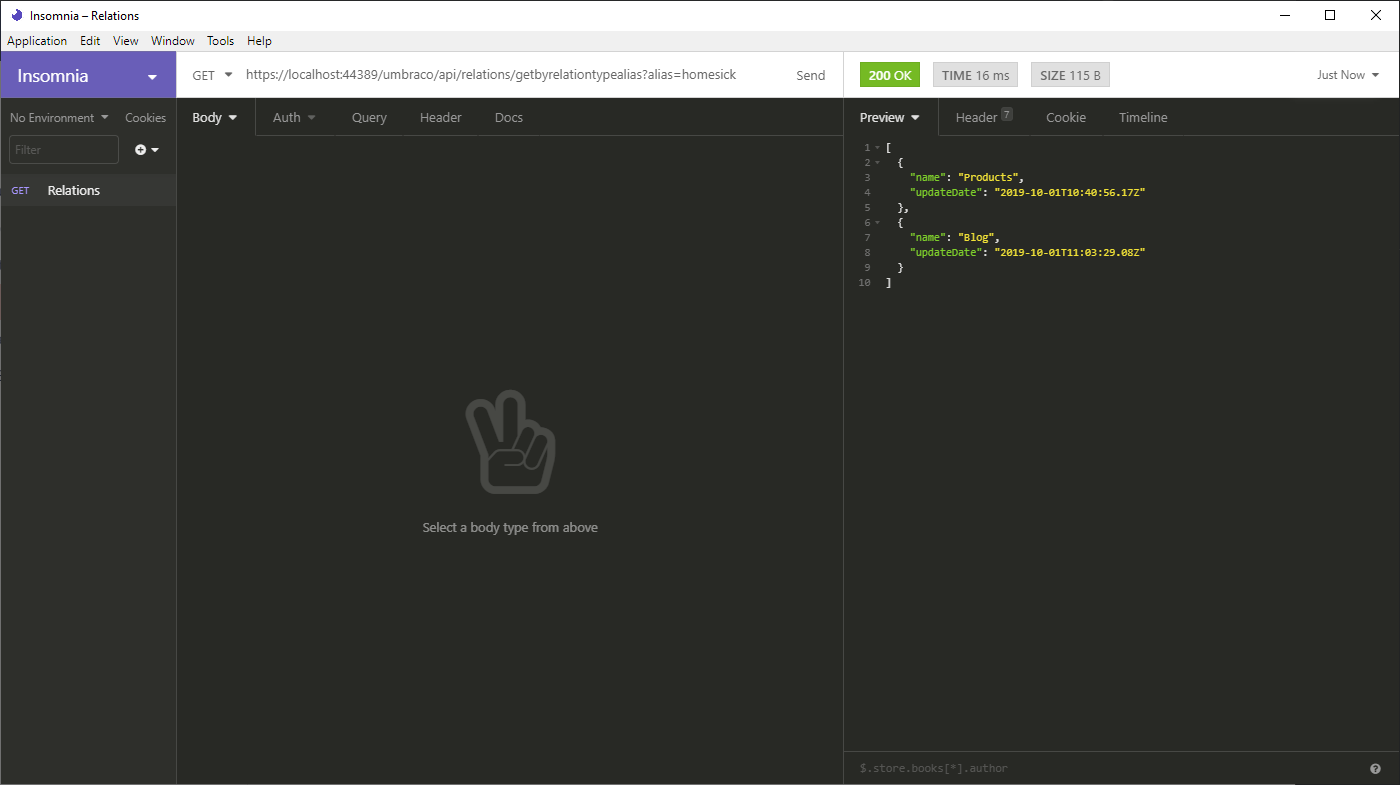 Insomnia – Relations
Application Edit View Window Tools Help
Insomnia
GET https://localhost:44389/umbraco/api/relations/getbyrelationtypealias?alias=homesick Send
200 OK TIME 16 ms SIZE 115 B Just Now
No Environment Cookies
Filter
GET Relations
Body Auth Query Header Docs
Select a body type from above
Preview Header 7 Cookie Timeline
1 [
2 {
3 "name": "Products",
4 "updateDate": "2019-10-01T10:40:56.17Z"
5 },
6 {
7 "name": "Blog",
8 "updateDate": "2019-10-01T11:03:29.08Z"
9 }
10 ]
$.store.books[*].author